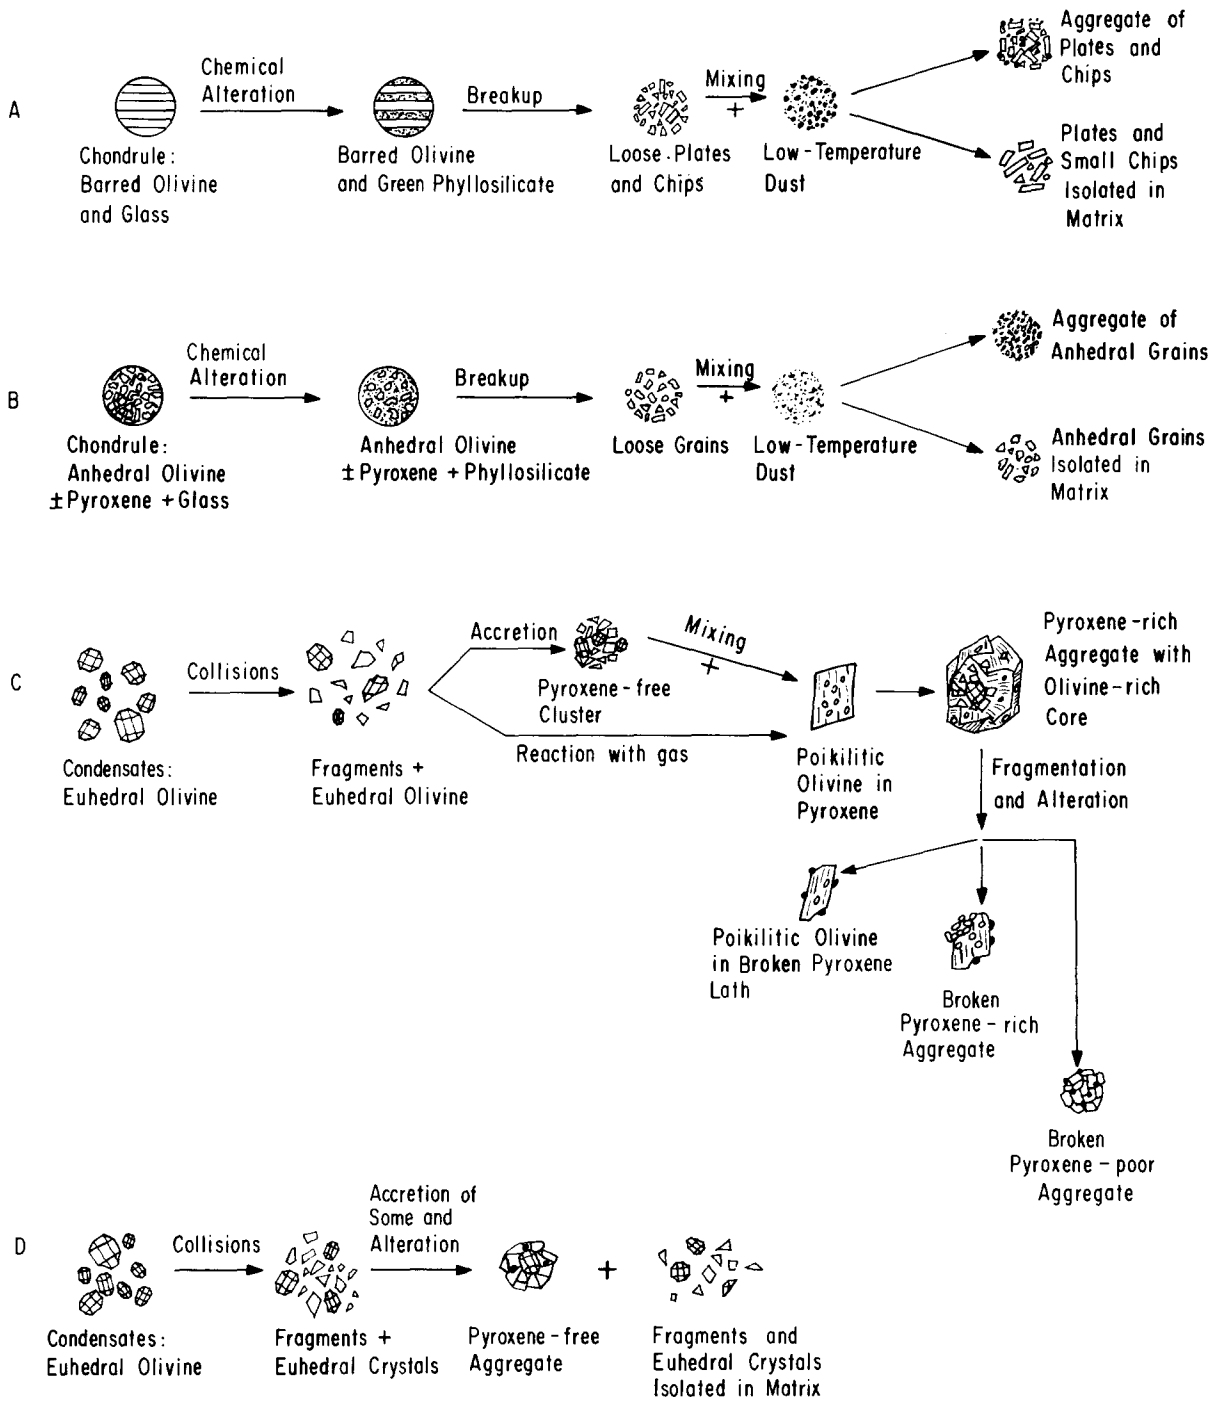 A
Chondrule:
Barred Olivine
and Glass
Chemical
Alteration
Barred Olivine
and Green Phyllosilicate
Breakup
Loose Plates
and Chips
Mixing
+
Low-Temperature
Dust
Aggregate of
Plates and
Chips
Plates and
Small Chips
Isolated in
Matrix
B
Chondrule:
Anhedral Olivine
±Pyroxene +Glass
Chemical
Alteration
Anhedral Olivine
±Pyroxene +Phyllosilicate
Breakup
Loose Grains
Mixing
+
Low-Temperature
Dust
Aggregate of
Anhedral Grains
Anhedral Grains
Isolated in
Matrix
C
Condensates:
Euhedral Olivine
Collisions
Fragments +
Euhedral Olivine
Accretion
Pyroxene-free
Cluster
Mixing
+
Reaction with gas
Poikilitic
Olivine in
Pyroxene
Pyroxene-rich
Aggregate with
Olivine-rich
Core
Fragmentation
and Alteration
Poikilitic Olivine
in Broken Pyroxene
Lath
Broken
Pyroxene-rich
Aggregate
Broken
Pyroxene-poor
Aggregate
D
Condensates:
Euhedral Olivine
Collisions
Fragments +
Euhedral Crystals
Accretion of
Some and
Alteration
Pyroxene-free
Aggregate
+
Fragments and
Euhedral Crystals
Isolated in Matrix